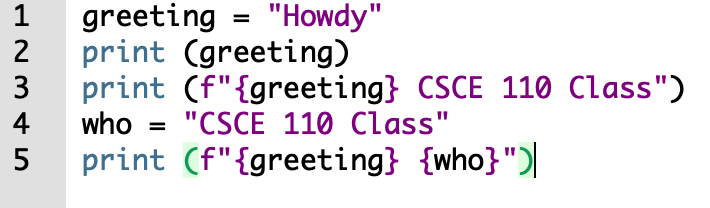 1 greeting = "Howdy"
2 print (greeting)
3 print (f"{greeting} CSCE 110 Class")
4 who = "CSCE 110 Class"
5 print (f"{greeting} {who}")